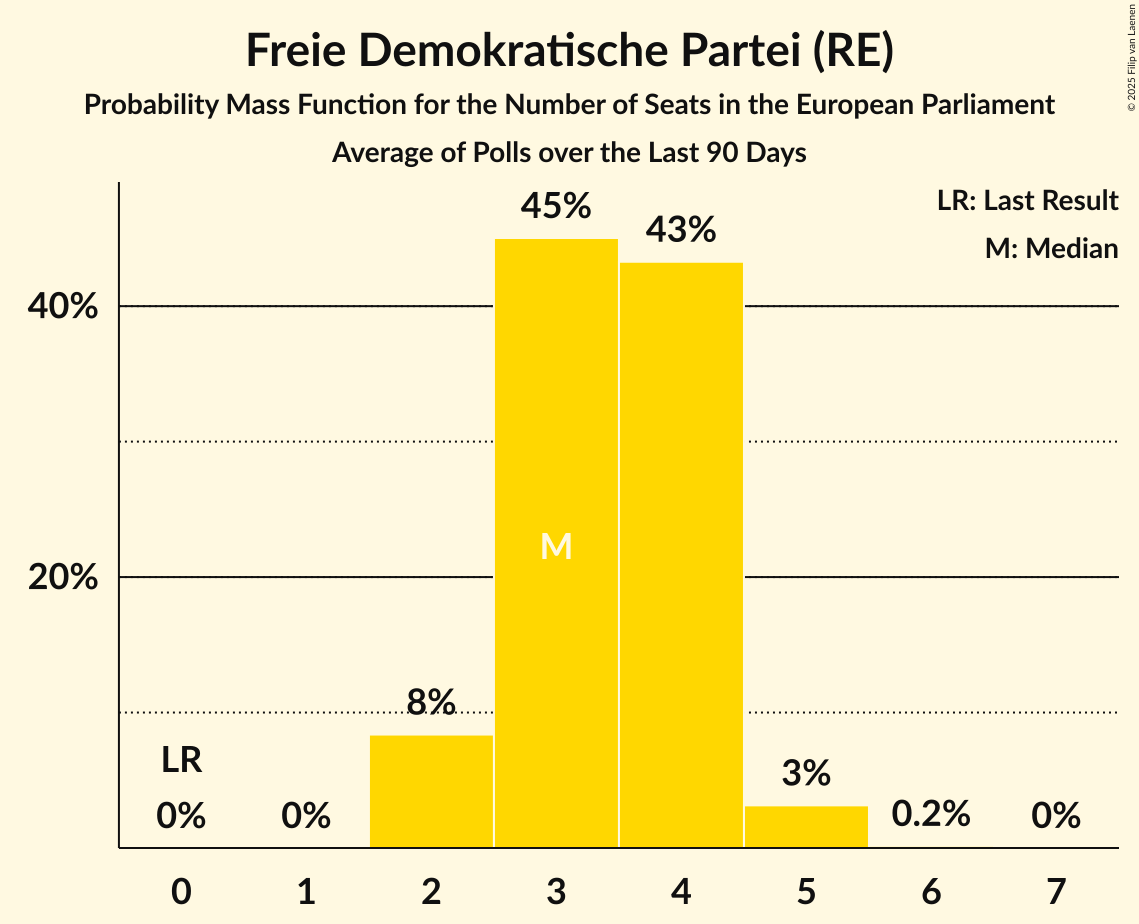 Freie Demokratische Partei (RE)
Probability Mass Function for the Number of Seats in the European Parliament
Average of Polls over the Last 90 Days
© 2025 Filip van Laenen
LR: Last Result
M: Median
45%
43%
40%
M
20%
8%
LR
3%
0%
0%
0.2%
0%
0
1
2
3
4
5
6
7